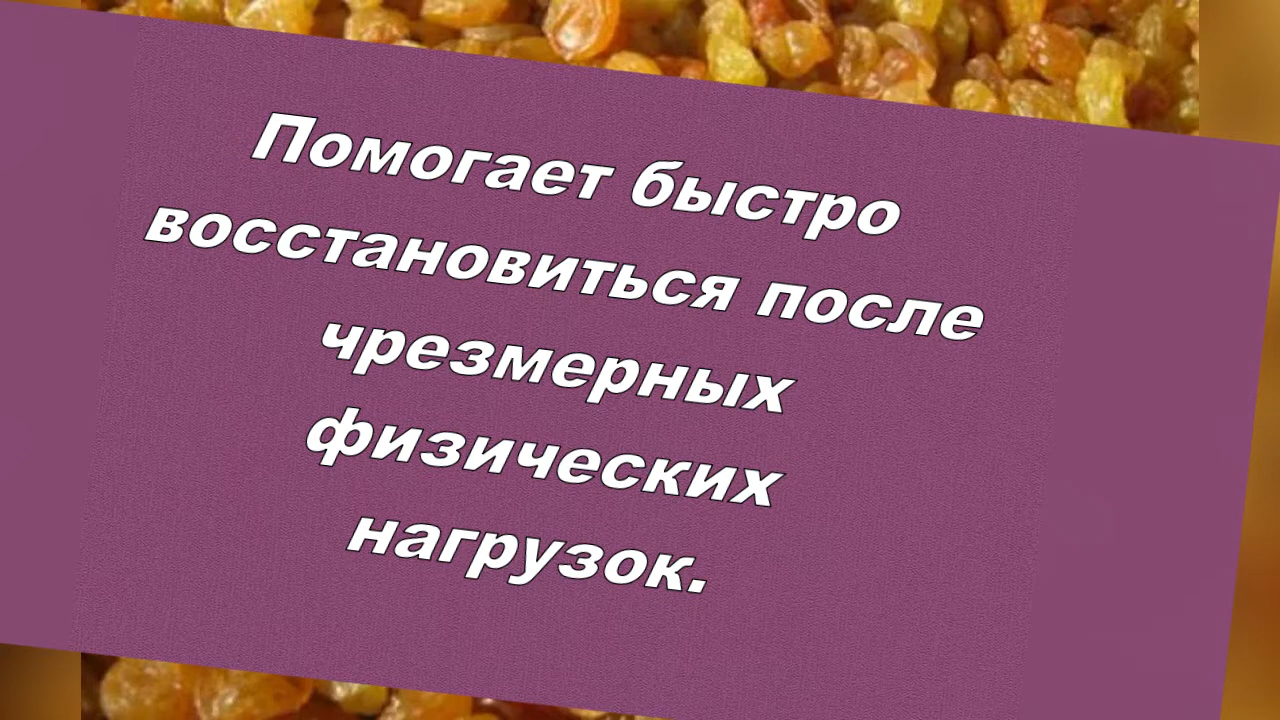 Помогает быстро
восстановиться после
чрезмерных
физических
нагрузок.